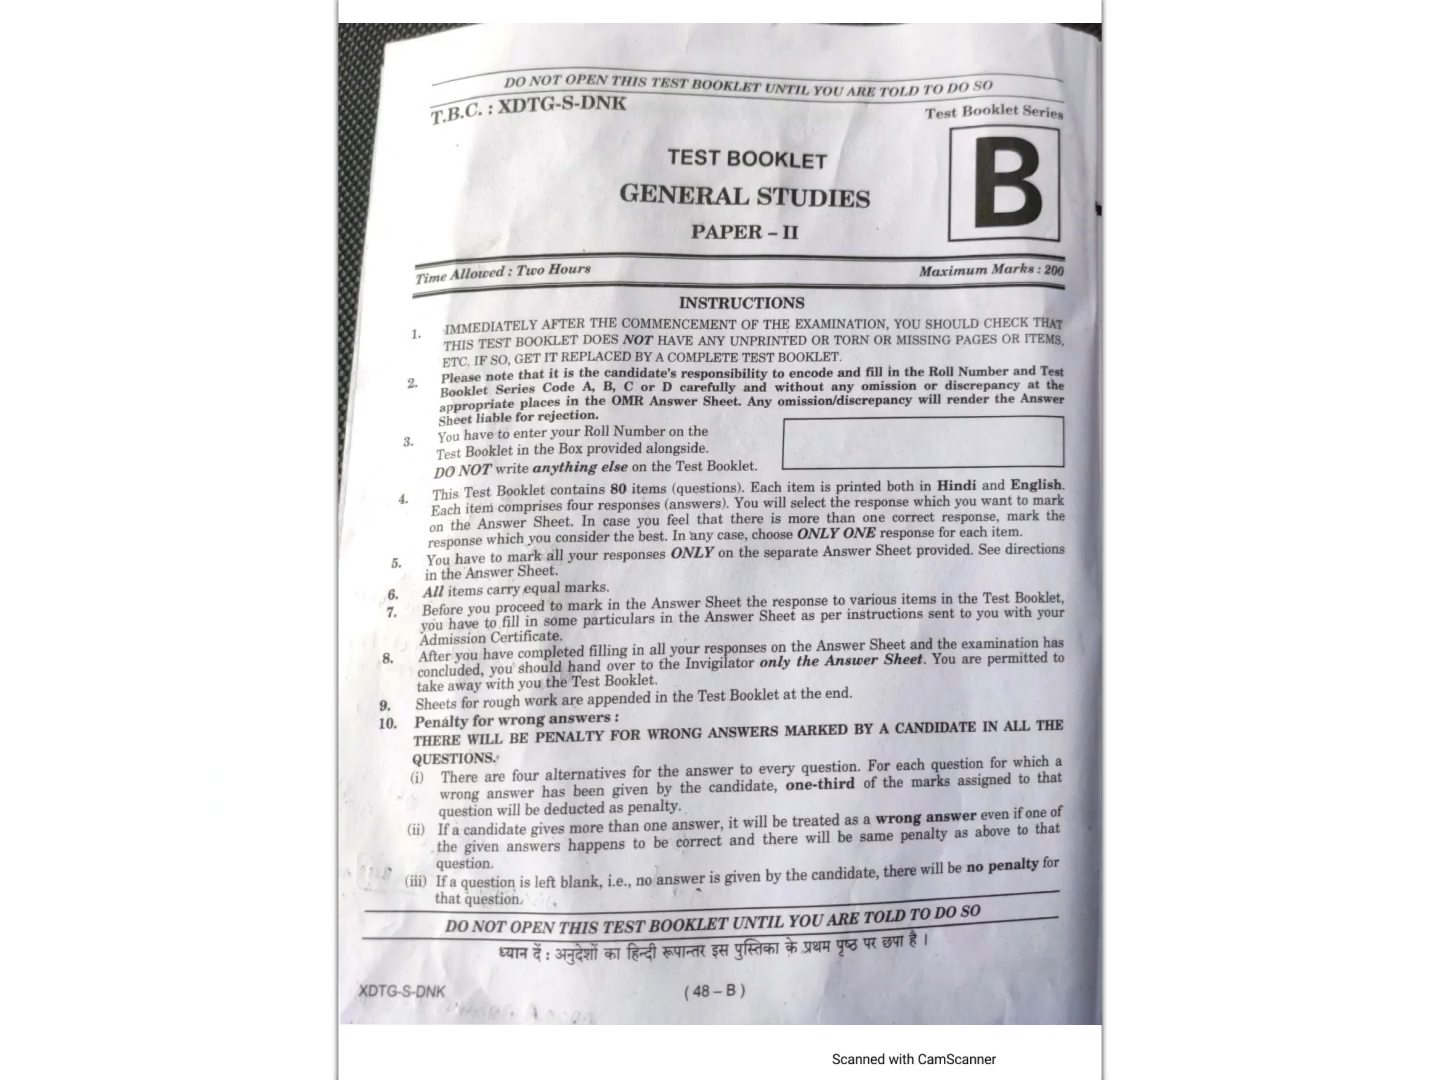 DO NOT OPEN THIS TEST BOOKLET UNTIL YOU ARE TOLD TO DO SO
T.B.C. : XDTG-S-DNK
Test Booklet Series
TEST BOOKLET
B
GENERAL STUDIES
PAPER – II
Time Allowed : Two Hours
Maximum Marks : 200
INSTRUCTIONS
1. IMMEDIATELY AFTER THE COMMENCEMENT OF THE EXAMINATION, YOU SHOULD CHECK THAT
THIS TEST BOOKLET DOES NOT HAVE ANY UNPRINTED OR TORN OR MISSING PAGES OR ITEMS,
ETC. IF SO, GET IT REPLACED BY A COMPLETE TEST BOOKLET.
2. Please note that it is the candidate's responsibility to encode and fill in the Roll Number and Test
Booklet Series Code A, B, C or D carefully and without any omission or discrepancy at the
appropriate places in the OMR Answer Sheet. Any omission/discrepancy will render the Answer
Sheet liable for rejection.
3. You have to enter your Roll Number on the
Test Booklet in the Box provided alongside.
DO NOT write anything else on the Test Booklet.
4. This Test Booklet contains 80 items (questions). Each item is printed both in Hindi and English.
Each item comprises four responses (answers). You will select the response which you want to mark
on the Answer Sheet. In case you feel that there is more than one correct response, mark the
response which you consider the best. In any case, choose ONLY ONE response for each item.
5. You have to mark all your responses ONLY on the separate Answer Sheet provided. See directions
in the Answer Sheet.
6. All items carry equal marks.
7. Before you proceed to mark in the Answer Sheet the response to various items in the Test Booklet,
you have to fill in some particulars in the Answer Sheet as per instructions sent to you with your
Admission Certificate.
8. After you have completed filling in all your responses on the Answer Sheet and the examination has
concluded, you should hand over to the Invigilator only the Answer Sheet. You are permitted to
take away with you the Test Booklet.
9. Sheets for rough work are appended in the Test Booklet at the end.
10. Penalty for wrong answers :
THERE WILL BE PENALTY FOR WRONG ANSWERS MARKED BY A CANDIDATE IN ALL THE
QUESTIONS.
(i) There are four alternatives for the answer to every question. For each question for which a
wrong answer has been given by the candidate, one-third of the marks assigned to that
question will be deducted as penalty.
(ii) If a candidate gives more than one answer, it will be treated as a wrong answer even if one of
the given answers happens to be correct and there will be same penalty as above to that
question.
(iii) If a question is left blank, i.e., no answer is given by the candidate, there will be no penalty for
that question.
DO NOT OPEN THIS TEST BOOKLET UNTIL YOU ARE TOLD TO DO SO
ध्यान दें : अनुदेशों का हिन्दी रूपान्तर इस पुस्तिका के प्रथम पृष्ठ पर छपा है ।
XDTG-S-DNK
( 48 – B )
Scanned with CamScanner